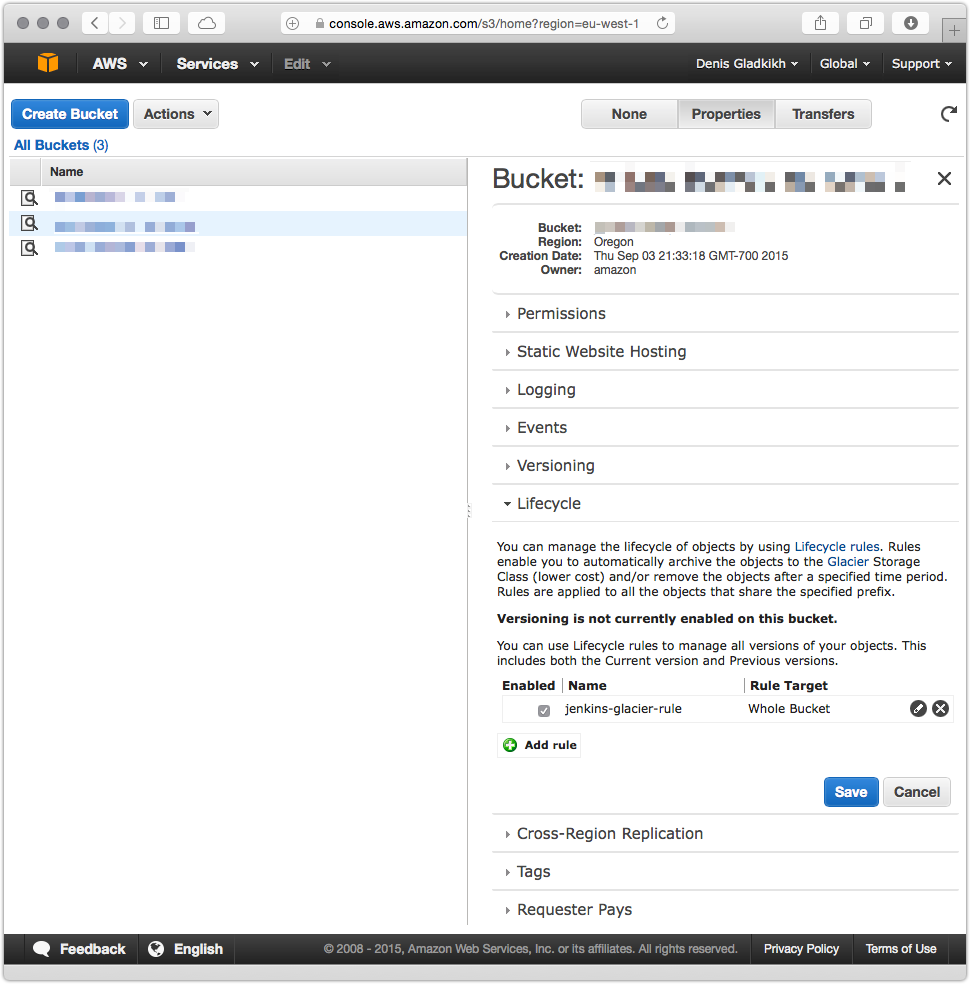 console.aws.amazon.com/s3/home?region=eu-west-1
AWS Services Edit Denis Gladkikh Global Support
Create Bucket Actions None Properties Transfers
All Buckets (3)
Name
Bucket:
Bucket:
Region: Oregon
Creation Date: Thu Sep 03 21:33:18 GMT-700 2015
Owner: amazon
Permissions
Static Website Hosting
Logging
Events
Versioning
Lifecycle
You can manage the lifecycle of objects by using Lifecycle rules. Rules
enable you to automatically archive the objects to the Glacier Storage
Class (lower cost) and/or remove the objects after a specified time period.
Rules are applied to all the objects that share the specified prefix.
Versioning is not currently enabled on this bucket.
You can use Lifecycle rules to manage all versions of your objects. This
includes both the Current version and Previous versions.
Enabled Name Rule Target
jenkins-glacier-rule Whole Bucket
Add rule
Save Cancel
Cross-Region Replication
Tags
Requester Pays
Feedback English © 2008 - 2015, Amazon Web Services, Inc. or its affiliates. All rights reserved. Privacy Policy Terms of Use